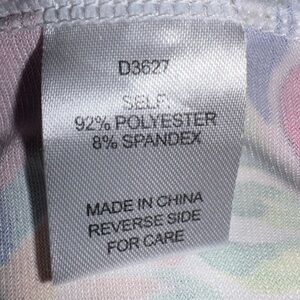 D3627
SELF:
92% POLYESTER
8% SPANDEX
MADE IN CHINA
REVERSE SIDE
FOR CARE